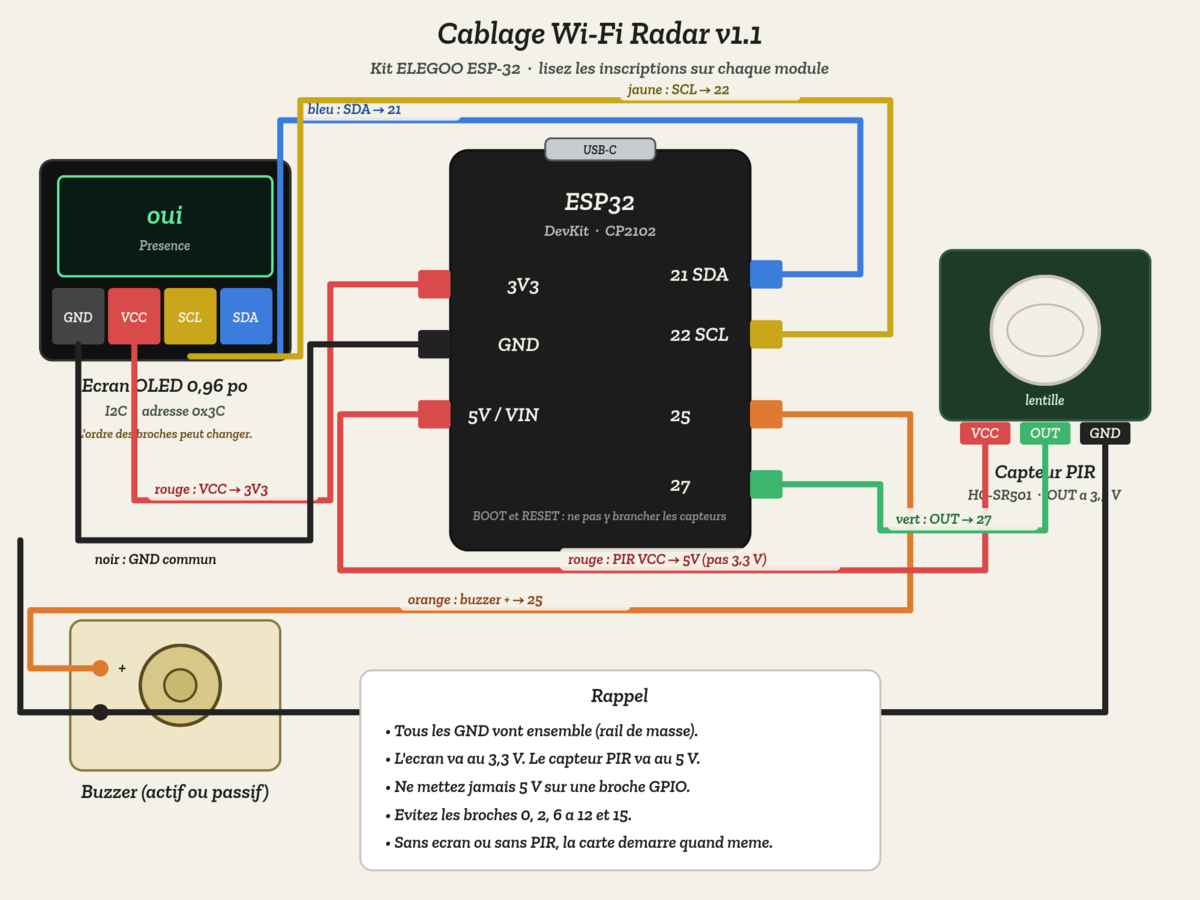 Cablage Wi-Fi Radar v1.1
Kit ELEGOO ESP-32 · lisez les inscriptions sur chaque module
jaune : SCL → 22
bleu : SDA → 21
USB-C
oui
Presence
GND
VCC
SCL
SDA
Ecran OLED 0,96 po
I2C adresse 0x3C
L'ordre des broches peut changer.
ESP32
DevKit · CP2102
3V3
GND
5V / VIN
21 SDA
22 SCL
25
27
BOOT et RESET : ne pas y brancher les capteurs
lentille
VCC
OUT
GND
Capteur PIR
HC-SR501 · OUT a 3,3 V
rouge : VCC → 3V3
vert : OUT → 27
noir : GND commun
rouge : PIR VCC → 5V (pas 3,3 V)
orange : buzzer + → 25
+
Buzzer (actif ou passif)
Rappel
• Tous les GND vont ensemble (rail de masse).
• L'ecran va au 3,3 V. Le capteur PIR va au 5 V.
• Ne mettez jamais 5 V sur une broche GPIO.
• Evitez les broches 0, 2, 6 a 12 et 15.
• Sans ecran ou sans PIR, la carte demarre quand meme.